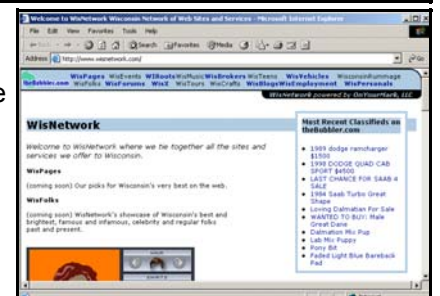 e
Welcome to WisNetwork Wisconsin Network of Web Sites and Services - Microsoft Internet Explorer
File Edit View Favorites Tools Help
Search Favorites Media
Address http://www.wisnetwork.com/ Go
theBubbler.com WisPages WisEvents WIRoots WisMusic WisBrokers WisTeens WisVehicles WisconsinRummage
WisFolks WisForums WisX WisTours WisCrafts WisBlogs WisEmployment WisPersonals
WisNetwork powered by OnYourMark, LLC
WisNetwork
Welcome to WisNetwork where we tie together all the sites and
services we offer to Wisconsin.
WisPages
(coming soon) Our picks for Wisconsin's very best on the web.
WisFolks
(coming soon) WisNetwork's showcase of Wisconsin's best and
brightest, famous and infamous, celebrity and regular folks
past and present.
Most Recent Classifieds on
theBubbler.com
1989 dodge ramcharger
$1500
1998 DODGE QUAD CAB
SPORT $4500
LAST CHANCE FOR SAAB 4
SALE
1984 Saab Turbo Great
Shape
Loving Dalmatian For Sale
WANTED TO BUY: Male
Great Dane
Dalmation Mix Pup
Lab Mix Puppy
Pony Bit
Faded Light Blue Bareback
Pad